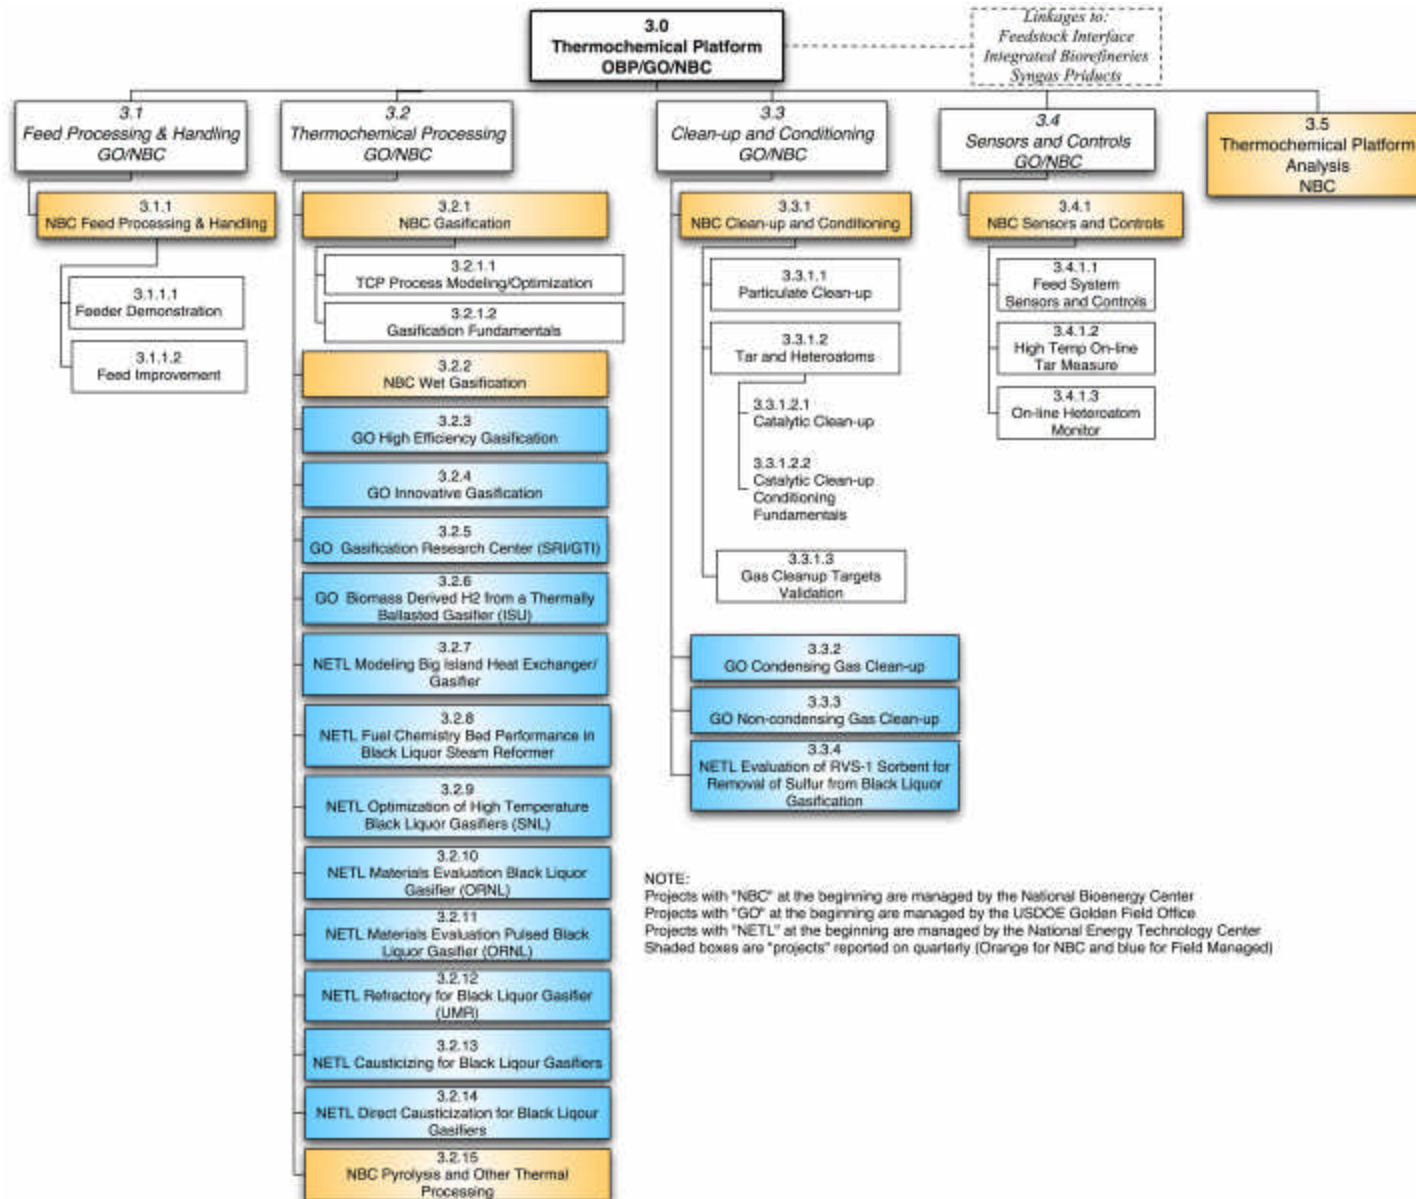 3.0
Thermochemical Platform
OBP/GO/NBC
Linkages to:
Feedstock Interface
Integrated Biorefineries
Syngas Priducts
3.1
Feed Processing & Handling
GO/NBC
3.1.1
NBC Feed Processing & Handling
3.1.1.1
Feeder Demonstration
3.1.1.2
Feed Improvement
3.2
Thermochemical Processing
GO/NBC
3.2.1
NBC Gasification
3.2.1.1
TCP Process Modeling/Optimization
3.2.1.2
Gasification Fundamentals
3.2.2
NBC Wet Gasification
3.2.3
GO High Efficiency Gasification
3.2.4
GO Innovative Gasification
3.2.5
GO Gasification Research Center (SRI/GTI)
3.2.6
GO Biomass Derived H2 from a Thermally
Ballasted Gasifier (ISU)
3.2.7
NETL Modeling Big Island Heat Exchanger/
Gasifier
3.2.8
NETL Fuel Chemistry Bed Performance in
Black Liquor Steam Reformer
3.2.9
NETL Optimization of High Temperature
Black Liquor Gasifiers (SNL)
3.2.10
NETL Materials Evaluation Black Liquor
Gasifier (ORNL)
3.2.11
NETL Materials Evaluation Pulsed Black
Liquor Gasifier (ORNL)
3.2.12
NETL Refractory for Black Liquor Gasifier
(UMR)
3.2.13
NETL Causticizing for Black Liqour Gasifiers
3.2.14
NETL Direct Causticization for Black Liqour
Gasifiers
3.2.15
NBC Pyrolysis and Other Thermal
Processing
3.3
Clean-up and Conditioning
GO/NBC
3.3.1
NBC Clean-up and Conditioning
3.3.1.1
Particulate Clean-up
3.3.1.2
Tar and Heteroatoms
3.3.1.2.1
Catalytic Clean-up
3.3.1.2.2
Catalytic Clean-up
Conditioning
Fundamentals
3.3.1.3
Gas Cleanup Targets
Validation
3.3.2
GO Condensing Gas Clean-up
3.3.3
GO Non-condensing Gas Clean-up
3.3.4
NETL Evaluation of RVS-1 Sorbent for
Removal of Sulfur from Black Liquor
Gasification
3.4
Sensors and Controls
GO/NBC
3.4.1
NBC Sensors and Controls
3.4.1.1
Feed System
Sensors and Controls
3.4.1.2
High Temp On-line
Tar Measure
3.4.1.3
On-line Heteroatom
Monitor
3.5
Thermochemical Platform
Analysis
NBC
NOTE:
Projects with "NBC" at the beginning are managed by the National Bioenergy Center
Projects with "GO" at the beginning are managed by the USDOE Golden Field Office
Projects with "NETL" at the beginning are managed by the National Energy Technology Center
Shaded boxes are "projects" reported on quarterly (Orange for NBC and blue for Field Managed)